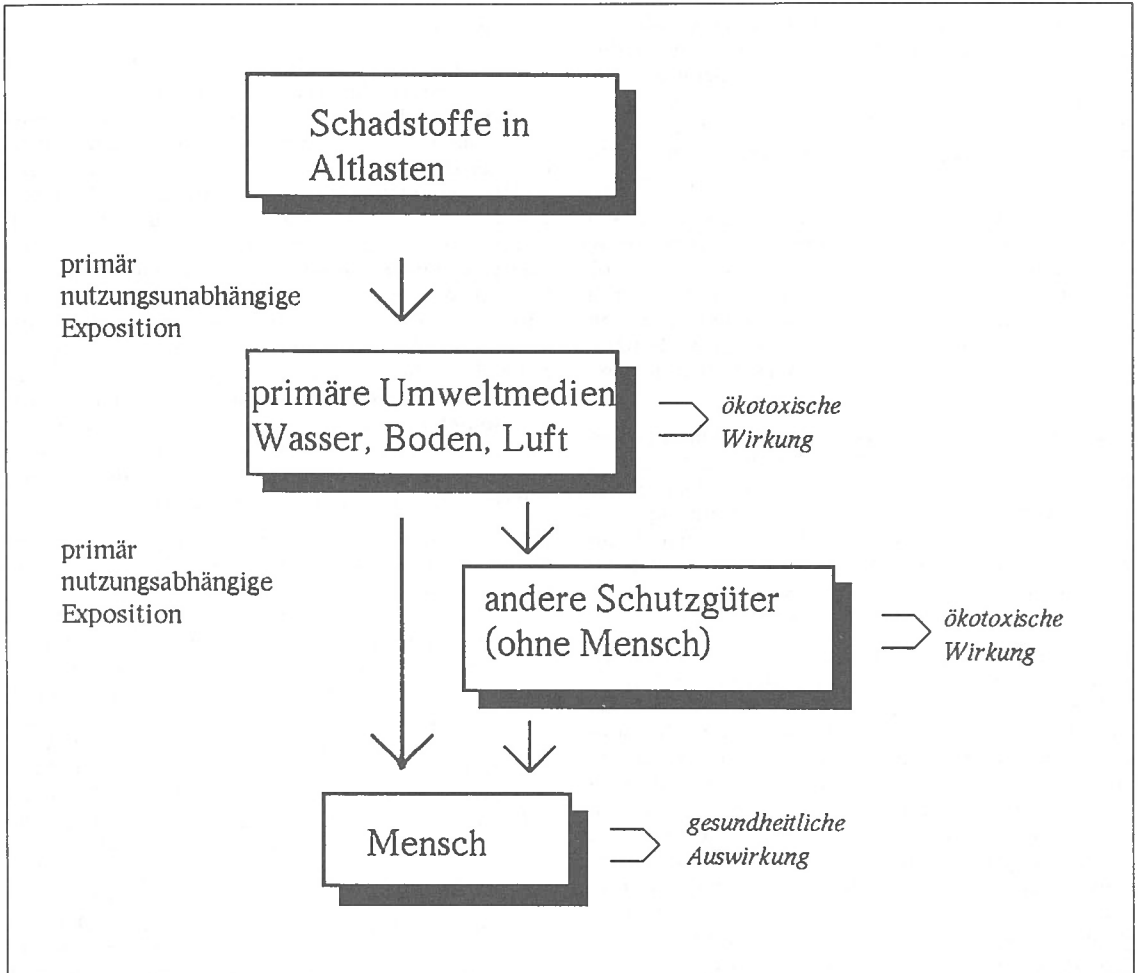 Schadstoffe in
Altlasten
primär
nutzungsunabhängige
Exposition
primäre Umweltmedien
Wasser, Boden, Luft
ökotoxische
Wirkung
primär
nutzungsabhängige
Exposition
andere Schutzgüter
(ohne Mensch)
ökotoxische
Wirkung
Mensch
gesundheitliche
Auswirkung